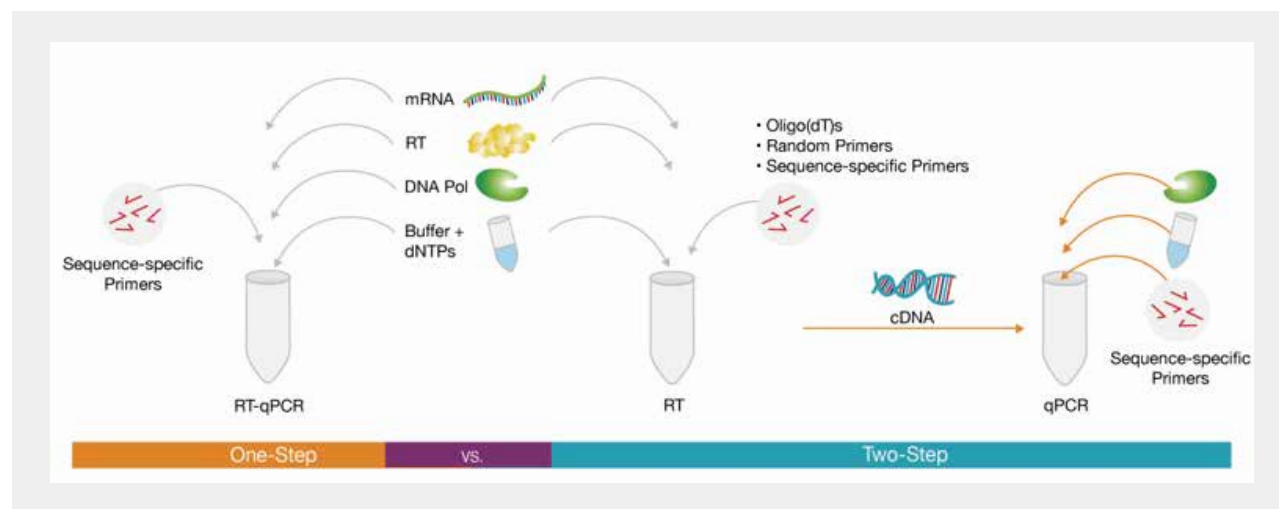 mRNA
RT
DNA Pol
Buffer +
dNTPs
Sequence-specific
Primers
RT-qPCR
• Oligo(dT)s
• Random Primers
• Sequence-specific Primers
RT
cDNA
Sequence-specific
Primers
qPCR
One-Step
vs.
Two-Step